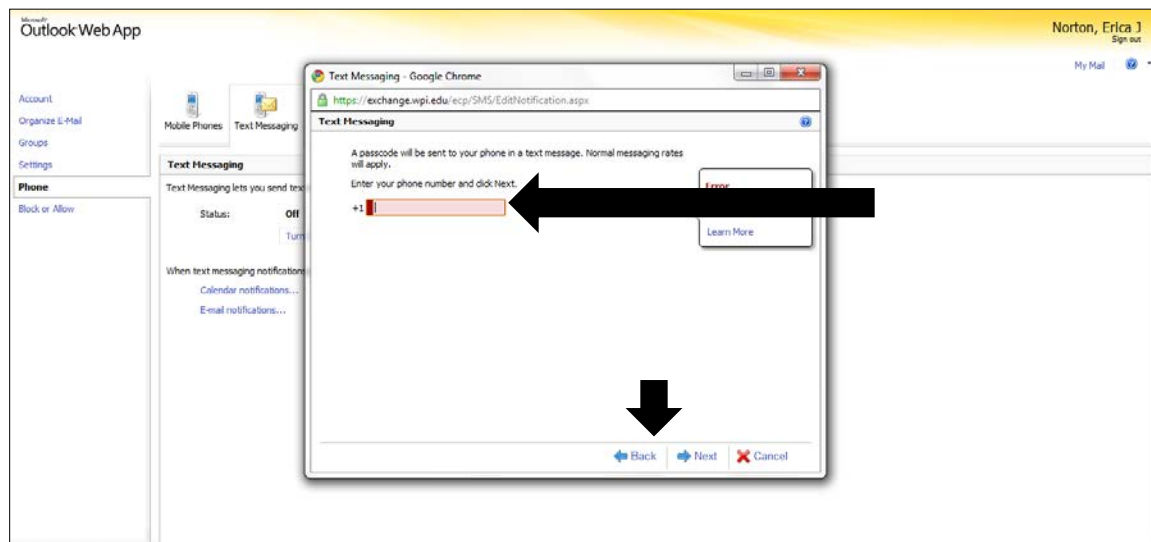 Microsoft
Outlook Web App
Norton, Erica J
Sign out
My Mail
Account
Organize E-Mail
Groups
Settings
Phone
Block or Allow
Mobile Phones
Text Messaging
Text Messaging
Text Messaging lets you send
Status: Off
When text messaging
Calendar notifications...
E-mail notifications...
Text Messaging - Google Chrome
https://exchange.wpi.edu/ecp/SMS/EditNotification.aspx
Text Messaging
A passcode will be sent to your phone in a text message. Normal messaging rates
will apply.
Enter your phone number and click Next.
+1
Error
Learn More
Back
Next
Cancel